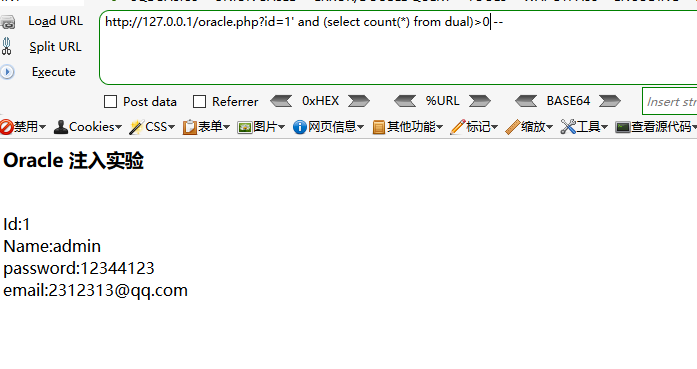 Load URL
http://127.0.0.1/oracle.php?id=1' and (select count(*) from dual)>0 --
Split URL
Execute
Post data Referrer 0xHEX %URL BASE64 Insert str
禁用 Cookies CSS 表单 图片 网页信息 其他功能 标记 缩放 工具 查看源代码
Oracle 注入实验
Id:1
Name:admin
password:12344123
email:2312313@qq.com